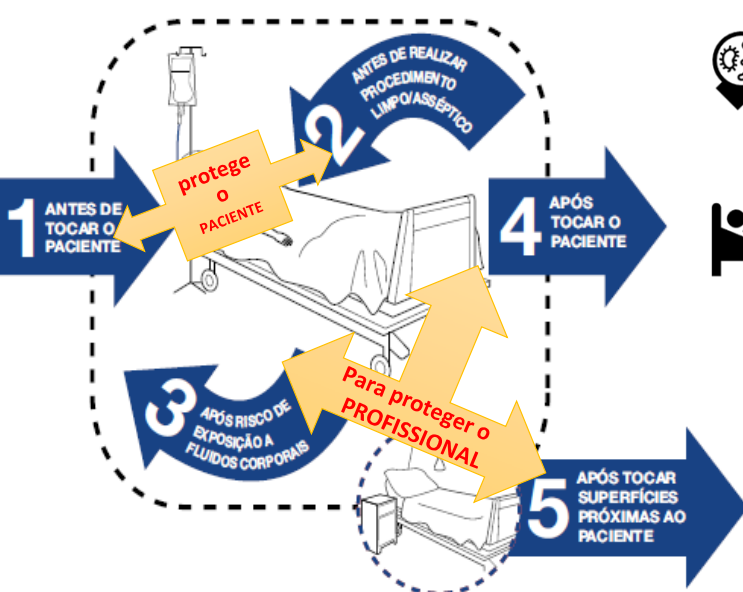 1
ANTES DE
TOCAR O
PACIENTE
protege
o
PACIENTE
2
ANTES DE REALIZAR
PROCEDIMENTO
LIMPO/ASSÉPTICO
3
APÓS RISCO DE
EXPOSIÇÃO A
FLUIDOS CORPORAIS
Para proteger o
PROFISSIONAL
4
APÓS
TOCAR O
PACIENTE
5
APÓS TOCAR
SUPERFÍCIES
PRÓXIMAS AO
PACIENTE